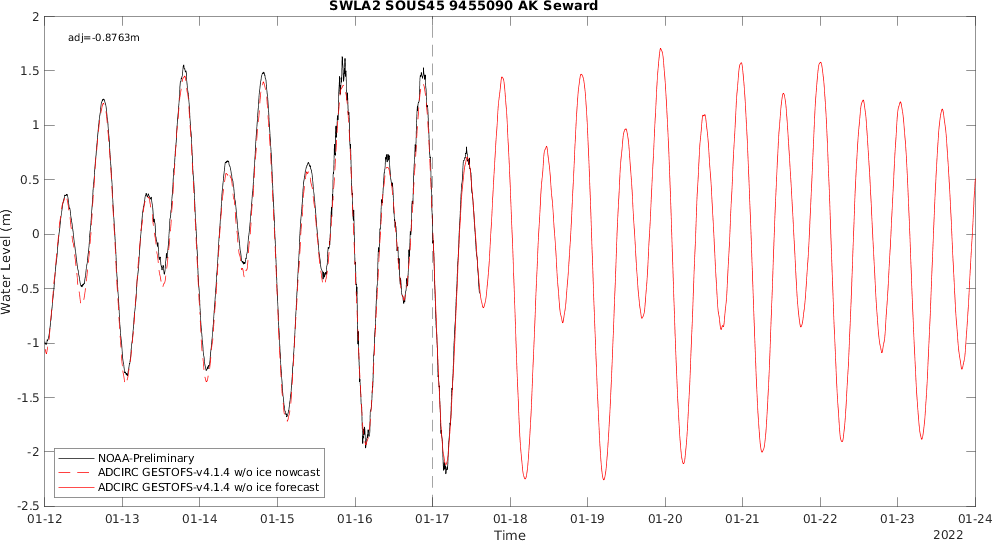 SWLA2 SOUS45 9455090 AK Seward
adj=-0.8763m
2
1.5
1
0.5
0
-0.5
-1
-1.5
-2
-2.5
Water Level (m)
NOAA-Preliminary
ADCIRC GESTOFS-v4.1.4 w/o ice nowcast
ADCIRC GESTOFS-v4.1.4 w/o ice forecast
01-12 01-13 01-14 01-15 01-16 01-17 01-18 01-19 01-20 01-21 01-22 01-23 01-24
Time
2022